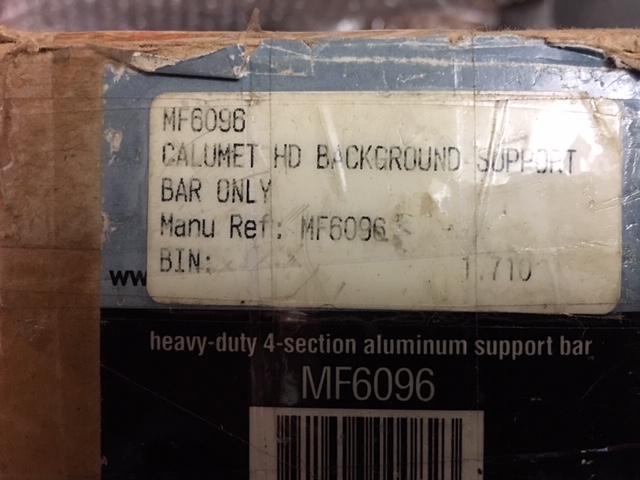 MF6096
CALUMET HD BACKGROUND SUPPORT
BAR ONLY
Manu Ref: MF6096
BIN: 1.710
ww
heavy-duty 4-section aluminum support bar
MF6096